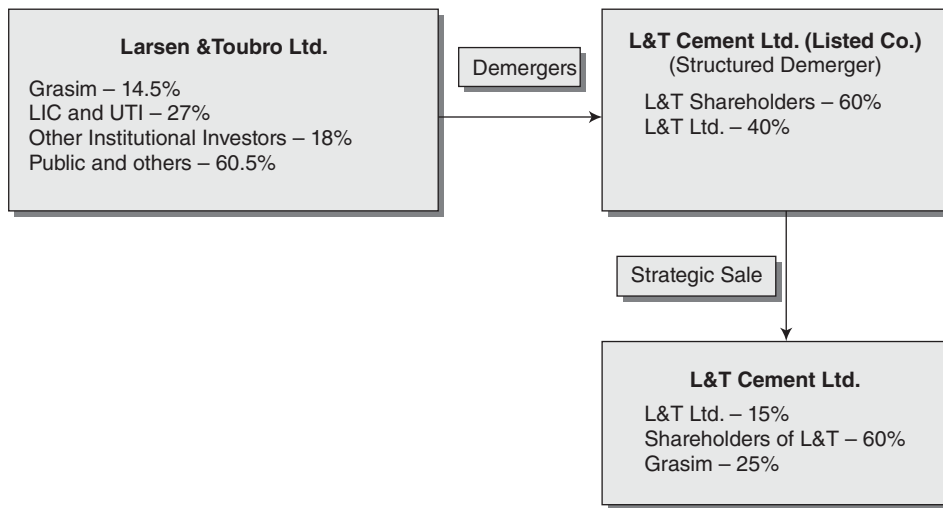 Larsen &Toubro Ltd.
Grasim – 14.5%
LIC and UTI – 27%
Other Institutional Investors – 18%
Public and others – 60.5%
Demergers
L&T Cement Ltd. (Listed Co.)
(Structured Demerger)
L&T Shareholders – 60%
L&T Ltd. – 40%
Strategic Sale
L&T Cement Ltd.
L&T Ltd. – 15%
Shareholders of L&T – 60%
Grasim – 25%